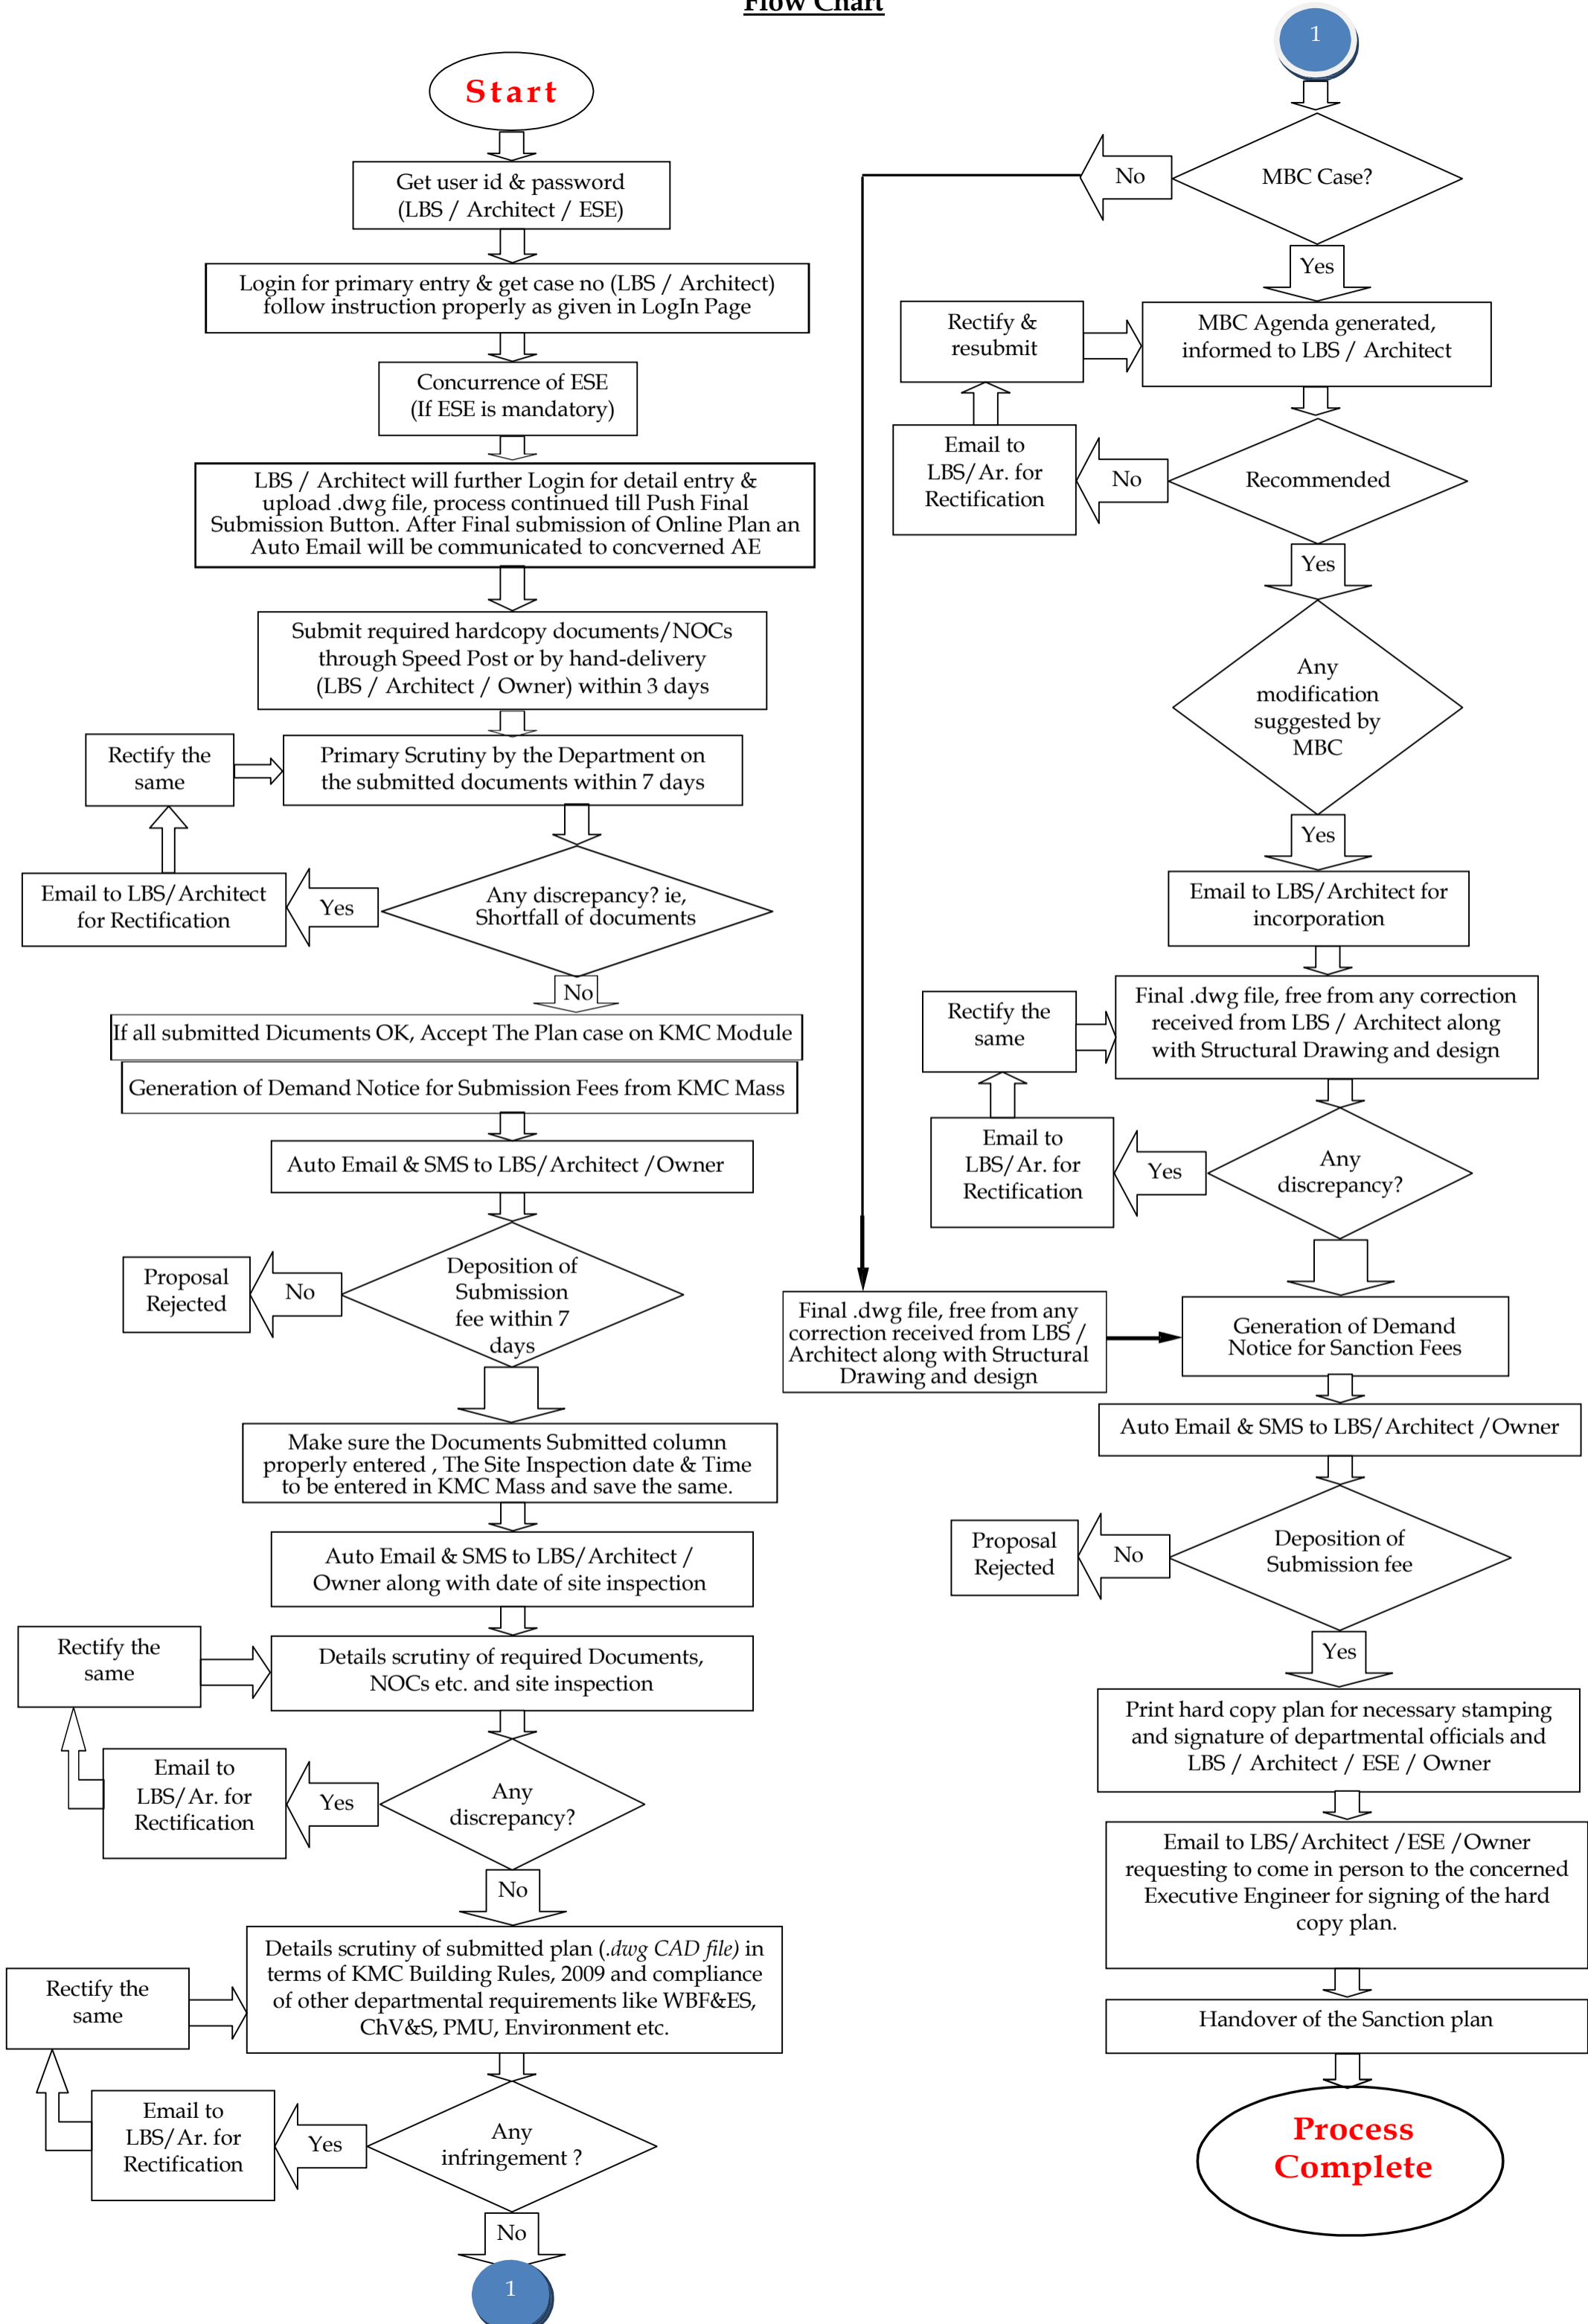 Flow Chart
Start
Get user id & password
(LBS / Architect / ESE)
Login for primary entry & get case no (LBS / Architect)
follow instruction properly as given in LogIn Page
Concurrence of ESE
(If ESE is mandatory)
LBS / Architect will further Login for detail entry &
upload .dwg file, process continued till Push Final
Submission Button. After Final submission of Online Plan an
Auto Email will be communicated to concverned AE
Submit required hardcopy documents/NOCs
through Speed Post or by hand-delivery
(LBS / Architect / Owner) within 3 days
Rectify the
same
Primary Scrutiny by the Department on
the submitted documents within 7 days
Email to LBS/Architect
for Rectification
Yes
Any discrepancy? ie,
Shortfall of documents
No
If all submitted Dicuments OK, Accept The Plan case on KMC Module
Generation of Demand Notice for Submission Fees from KMC Mass
Auto Email & SMS to LBS/Architect /Owner
Proposal
Rejected
No
Deposition of
Submission
fee within 7
days
Make sure the Documents Submitted column
properly entered , The Site Inspection date & Time
to be entered in KMC Mass and save the same.
Auto Email & SMS to LBS/Architect /
Owner along with date of site inspection
Rectify the
same
Details scrutiny of required Documents,
NOCs etc. and site inspection
Email to
LBS/Ar. for
Rectification
Yes
Any
discrepancy?
No
Rectify the
same
Details scrutiny of submitted plan (.dwg CAD file) in
terms of KMC Building Rules, 2009 and compliance
of other departmental requirements like WBF&ES,
ChV&S, PMU, Environment etc.
Email to
LBS/Ar. for
Rectification
Yes
Any
infringement ?
No
1
1
No
MBC Case?
Yes
Rectify &
resubmit
MBC Agenda generated,
informed to LBS / Architect
Email to
LBS/Ar. for
Rectification
No
Recommended
Yes
Any
modification
suggested by
MBC
Yes
Email to LBS/Architect for
incorporation
Rectify the
same
Final .dwg file, free from any correction
received from LBS / Architect along
with Structural Drawing and design
Email to
LBS/Ar. for
Rectification
Yes
Any
discrepancy?
Final .dwg file, free from any
correction received from LBS /
Architect along with Structural
Drawing and design
Generation of Demand
Notice for Sanction Fees
Auto Email & SMS to LBS/Architect /Owner
Proposal
Rejected
No
Deposition of
Submission fee
Yes
Print hard copy plan for necessary stamping
and signature of departmental officials and
LBS / Architect / ESE / Owner
Email to LBS/Architect /ESE /Owner
requesting to come in person to the concerned
Executive Engineer for signing of the hard
copy plan.
Handover of the Sanction plan
Process
Complete